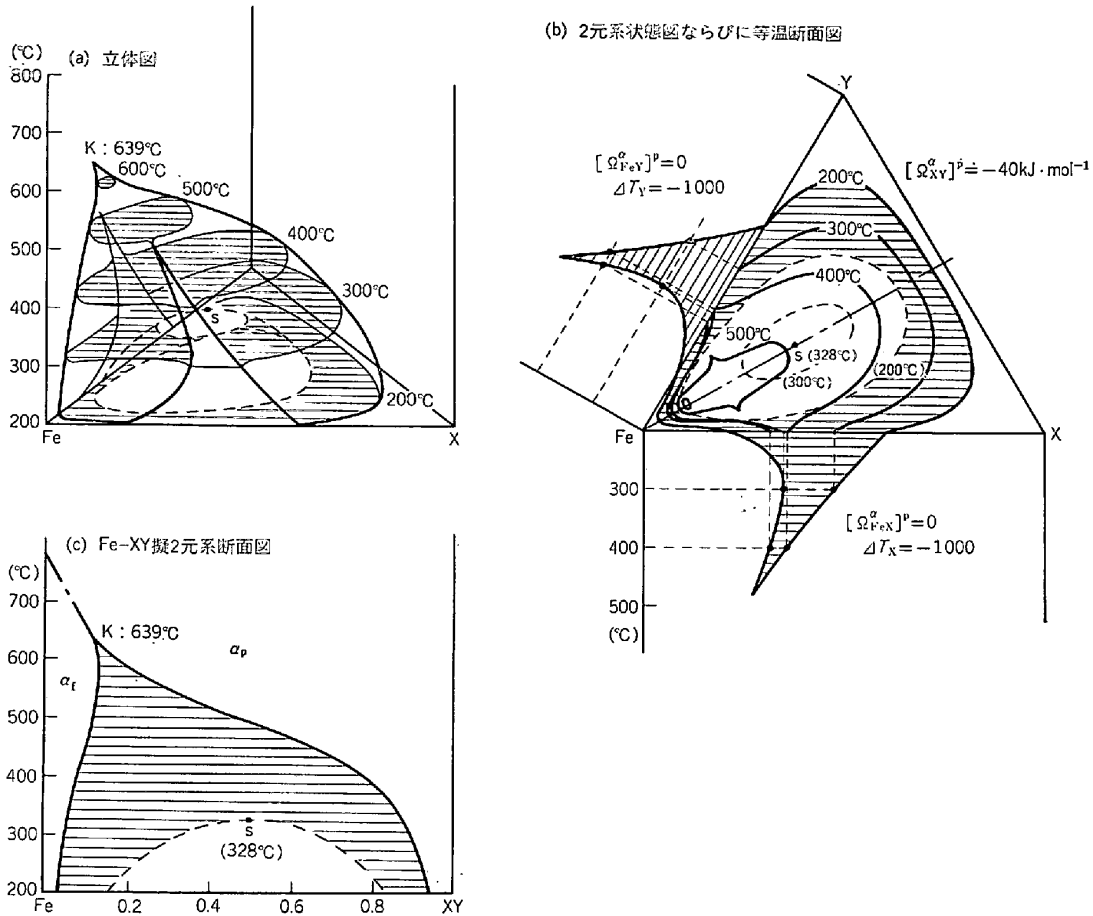 (a) 立体図
(℃)
800
700
600
500
400
300
200
K : 639℃
600℃
500℃
400℃
300℃
200℃
S
Fe
X
(b) 2元系状態図ならびに等温断面図
Y
[Ω^α_FeY]^p=0
ΔT_Y=−1000
[Ω^α_XY]^p≒−40kJ·mol⁻¹
200℃
300℃
400℃
500℃
S (328℃)
(300℃)
(200℃)
Fe
X
300
400
500
(℃)
[Ω^α_FeX]^p=0
ΔT_X=−1000
(c) Fe-XY擬2元系断面図
(℃)
700
600
500
400
300
200
K : 639℃
α_p
α_f
S
(328℃)
Fe
0.2
0.4
0.6
0.8
XY